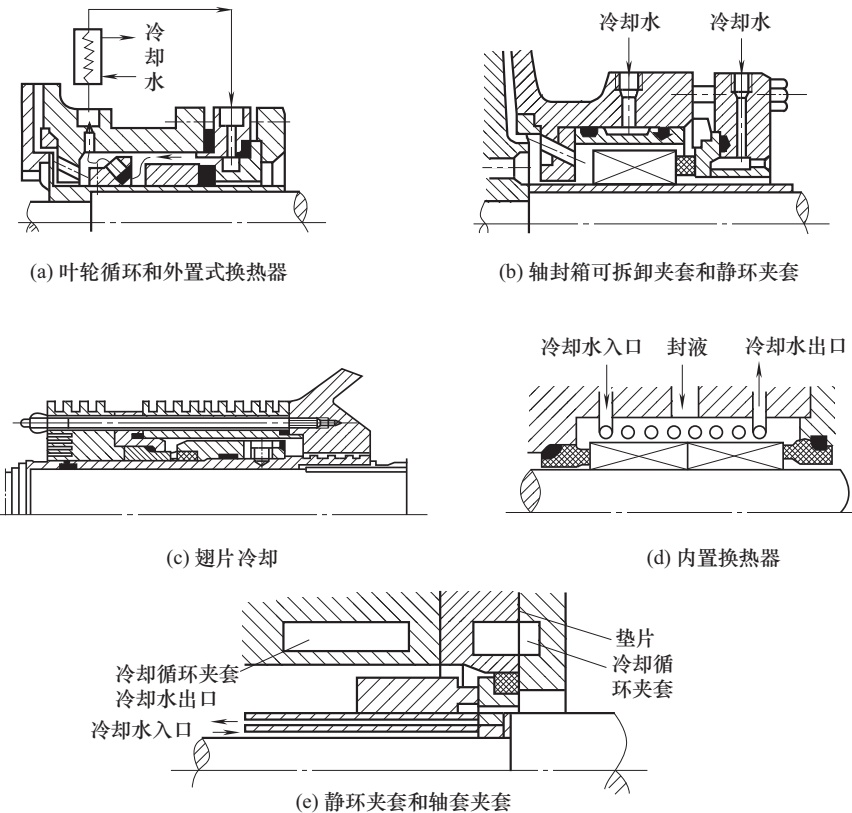 冷却水
冷却水 冷却水
(a) 叶轮循环和外置式换热器
(b) 轴封箱可拆卸夹套和静环夹套
冷却水入口 封液 冷却水出口
(c) 翅片冷却
(d) 内置换热器
垫片
冷却循
环夹套
冷却循环夹套
冷却水出口
冷却水入口
(e) 静环夹套和轴套夹套